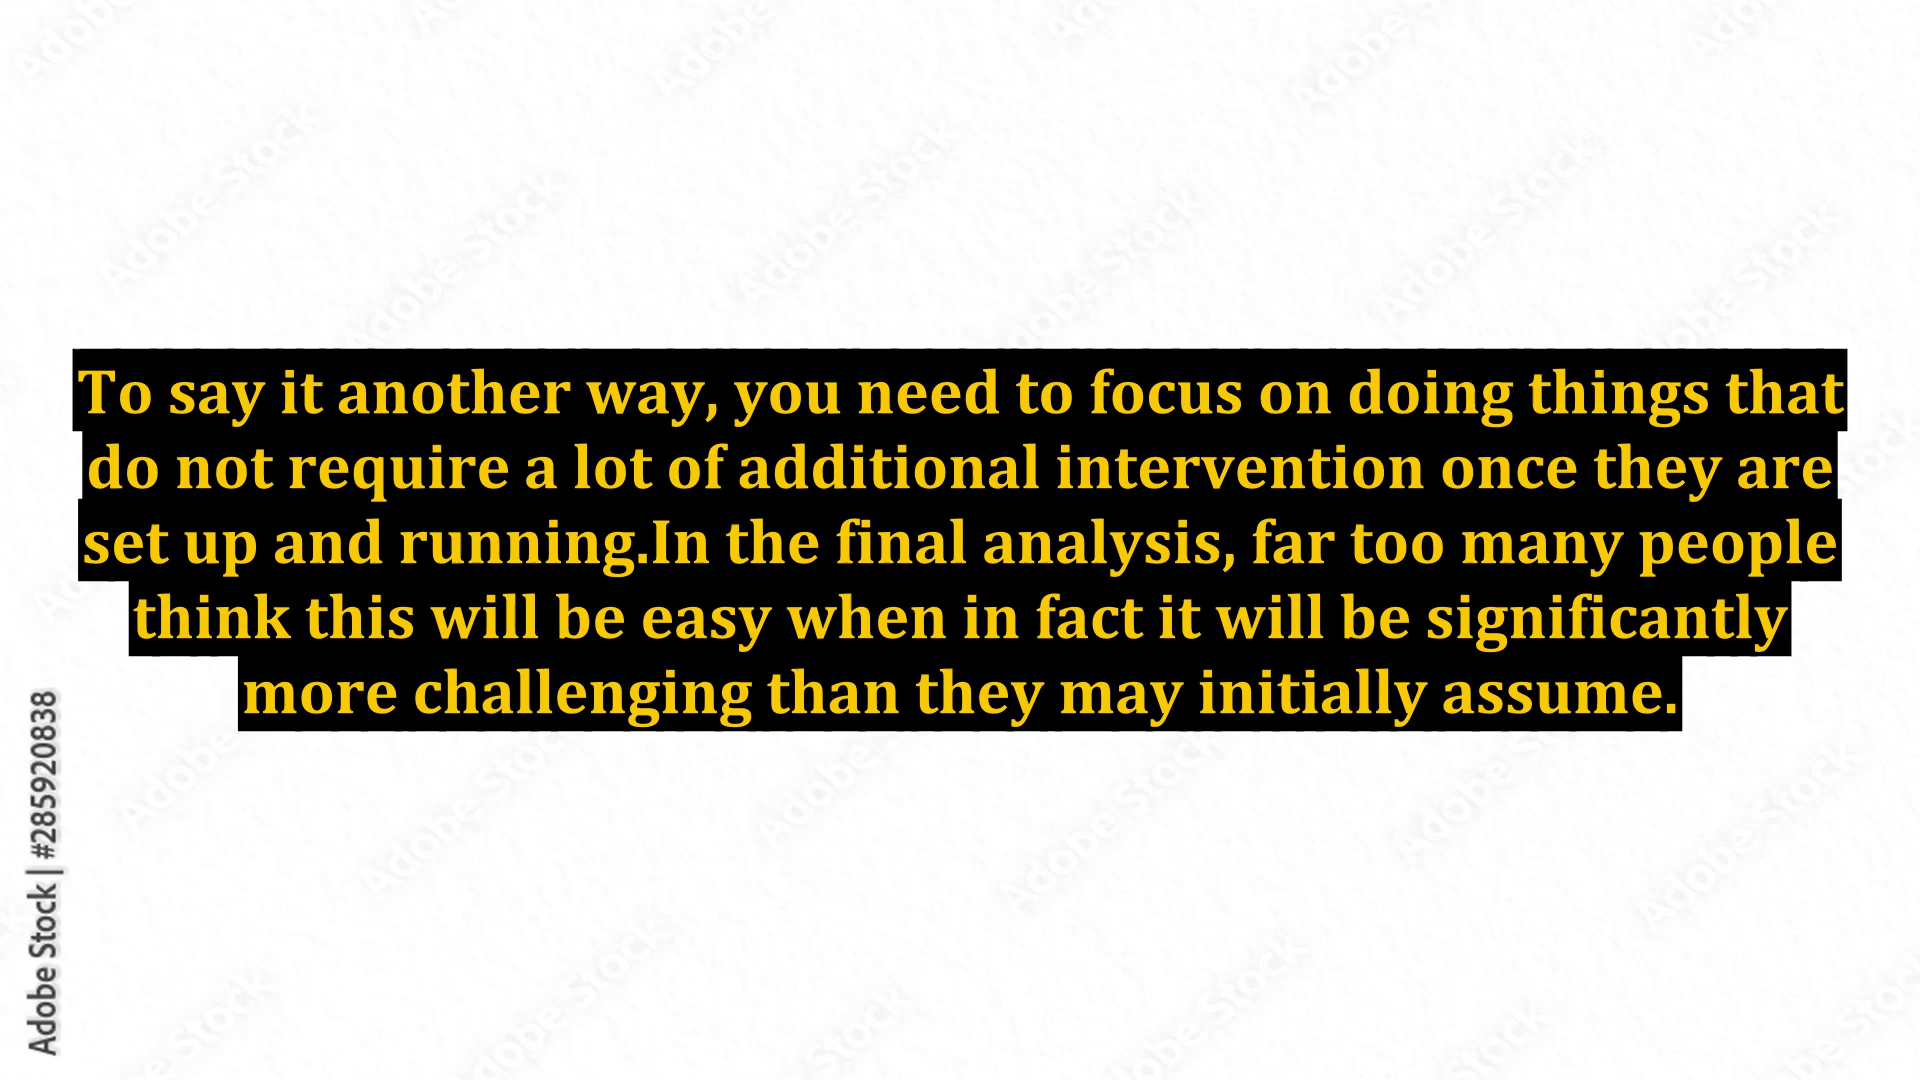 To say it another way, you need to focus on doing things that
do not require a lot of additional intervention once they are
set up and running.In the final analysis, far too many people
think this will be easy when in fact it will be significantly
more challenging than they may initially assume.
Adobe Stock | #285920838